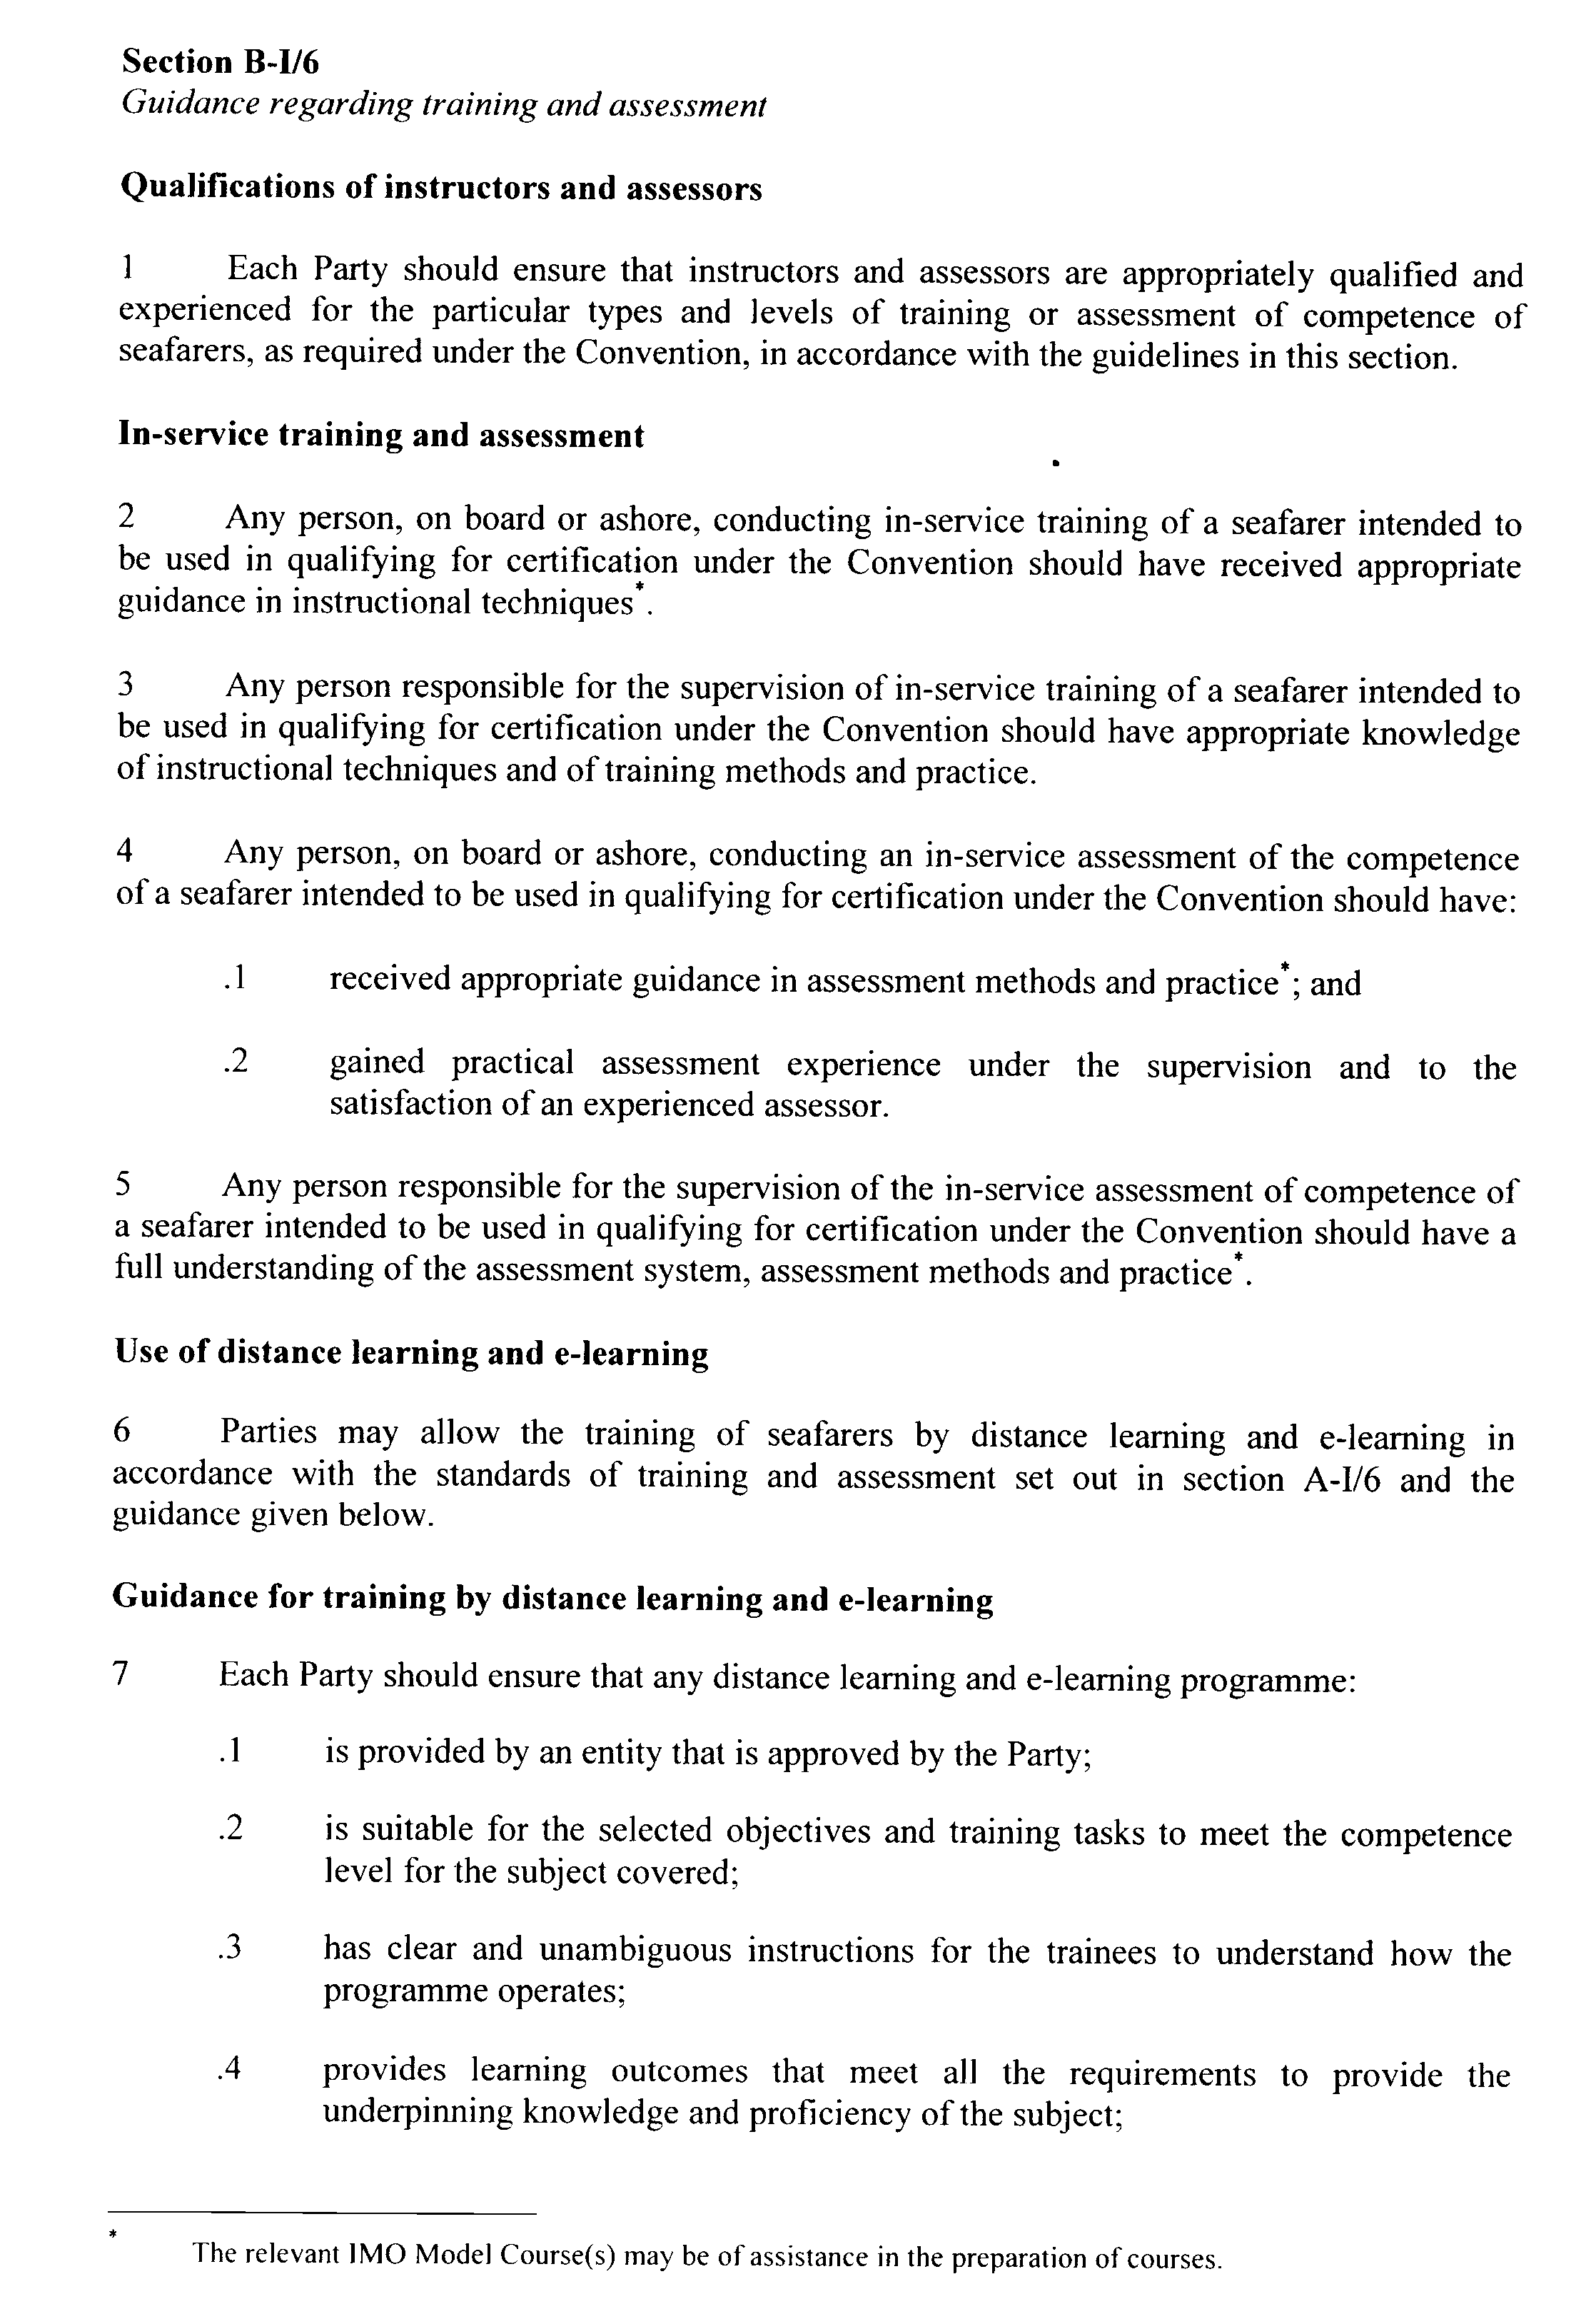 Section B-I/6
Guidance regarding training and assessment
Qualifications of instructors and assessors
1 Each Party should ensure that instructors and assessors are appropriately qualified and
experienced for the particular types and levels of training or assessment of competence of
seafarers, as required under the Convention, in accordance with the guidelines in this section.
In-service training and assessment
2 Any person, on board or ashore, conducting in-service training of a seafarer intended to
be used in qualifying for certification under the Convention should have received appropriate
guidance in instructional techniques*.
3 Any person responsible for the supervision of in-service training of a seafarer intended to
be used in qualifying for certification under the Convention should have appropriate knowledge
of instructional techniques and of training methods and practice.
4 Any person, on board or ashore, conducting an in-service assessment of the competence
of a seafarer intended to be used in qualifying for certification under the Convention should have:
.1 received appropriate guidance in assessment methods and practice*; and
.2 gained practical assessment experience under the supervision and to the
satisfaction of an experienced assessor.
5 Any person responsible for the supervision of the in-service assessment of competence of
a seafarer intended to be used in qualifying for certification under the Convention should have a
full understanding of the assessment system, assessment methods and practice*.
Use of distance learning and e-learning
6 Parties may allow the training of seafarers by distance learning and e-learning in
accordance with the standards of training and assessment set out in section A-I/6 and the
guidance given below.
Guidance for training by distance learning and e-learning
7 Each Party should ensure that any distance learning and e-learning programme:
.1 is provided by an entity that is approved by the Party;
.2 is suitable for the selected objectives and training tasks to meet the competence
level for the subject covered;
.3 has clear and unambiguous instructions for the trainees to understand how the
programme operates;
.4 provides learning outcomes that meet all the requirements to provide the
underpinning knowledge and proficiency of the subject;
* The relevant IMO Model Course(s) may be of assistance in the preparation of courses.